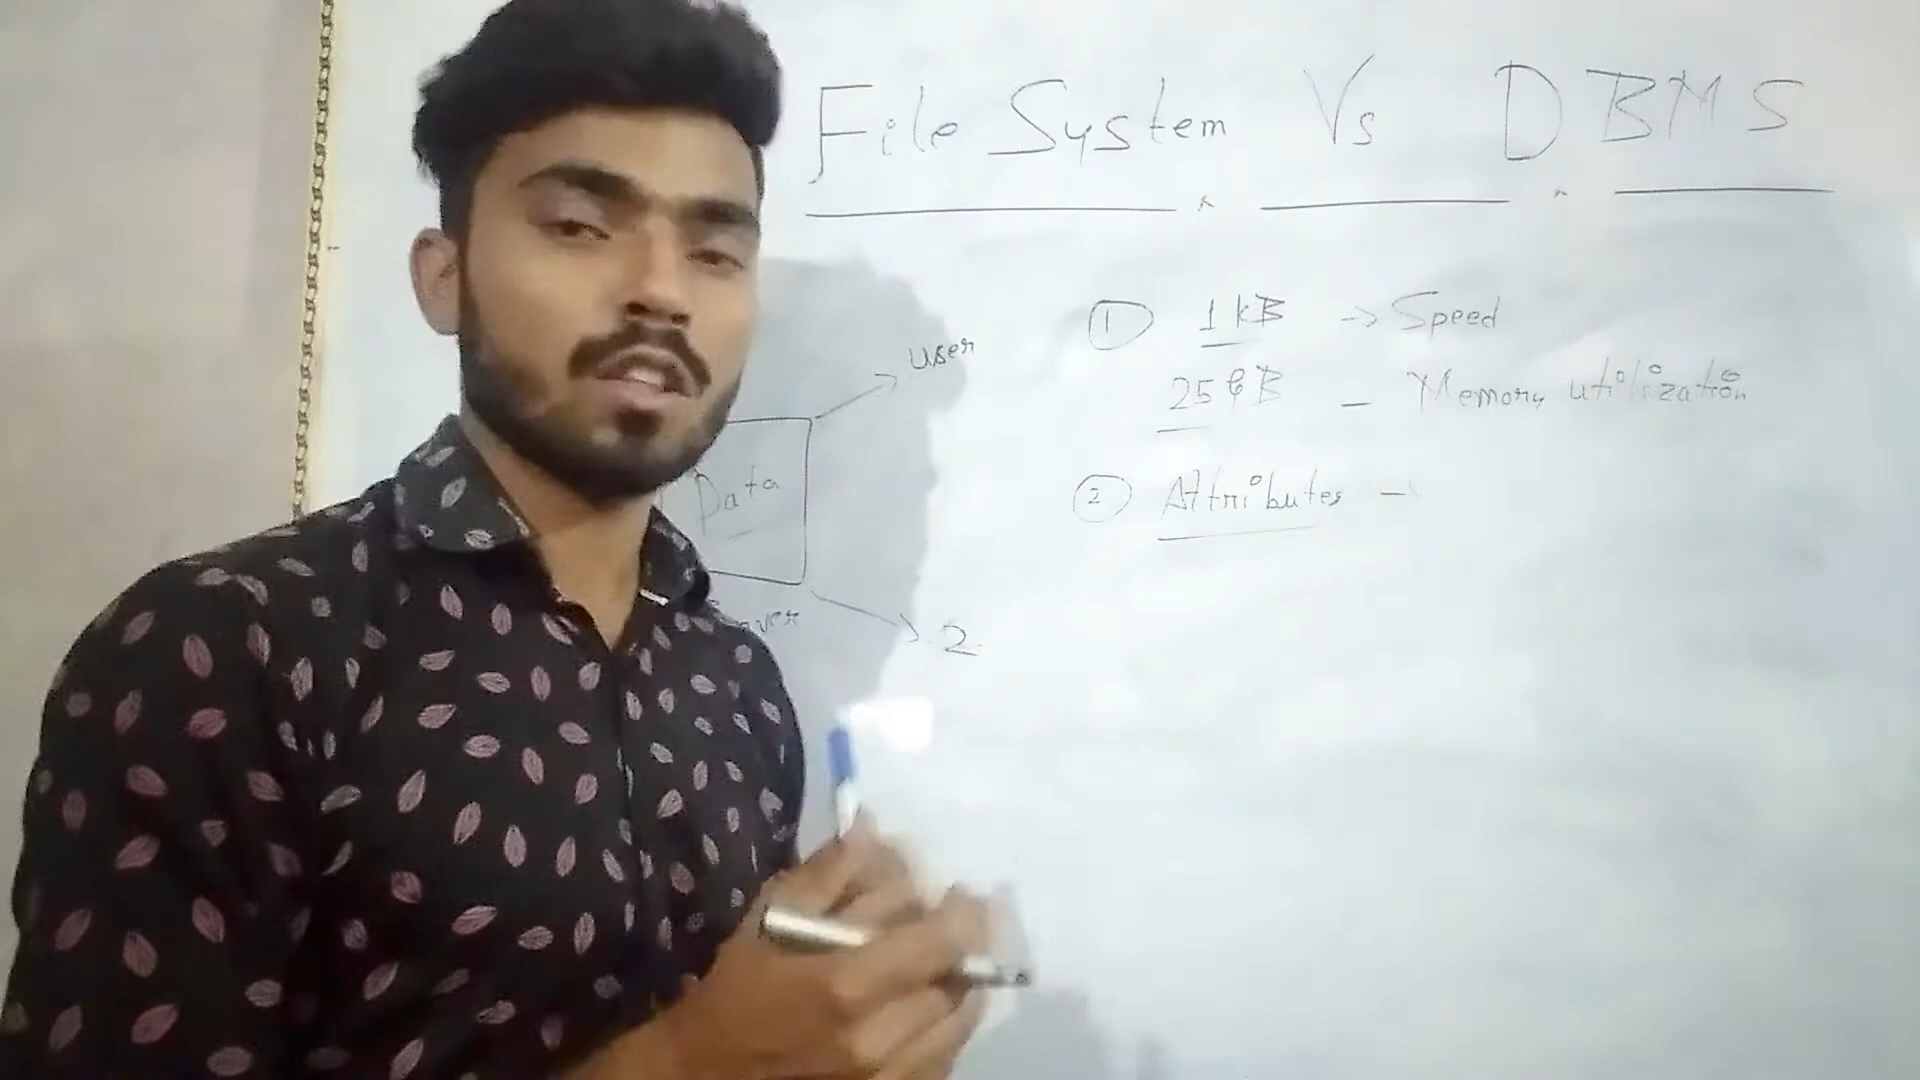 File System Vs DBMS
① 1 kB → Speed
user
25 GB - Memory utilization
Data
② Attributes -
2